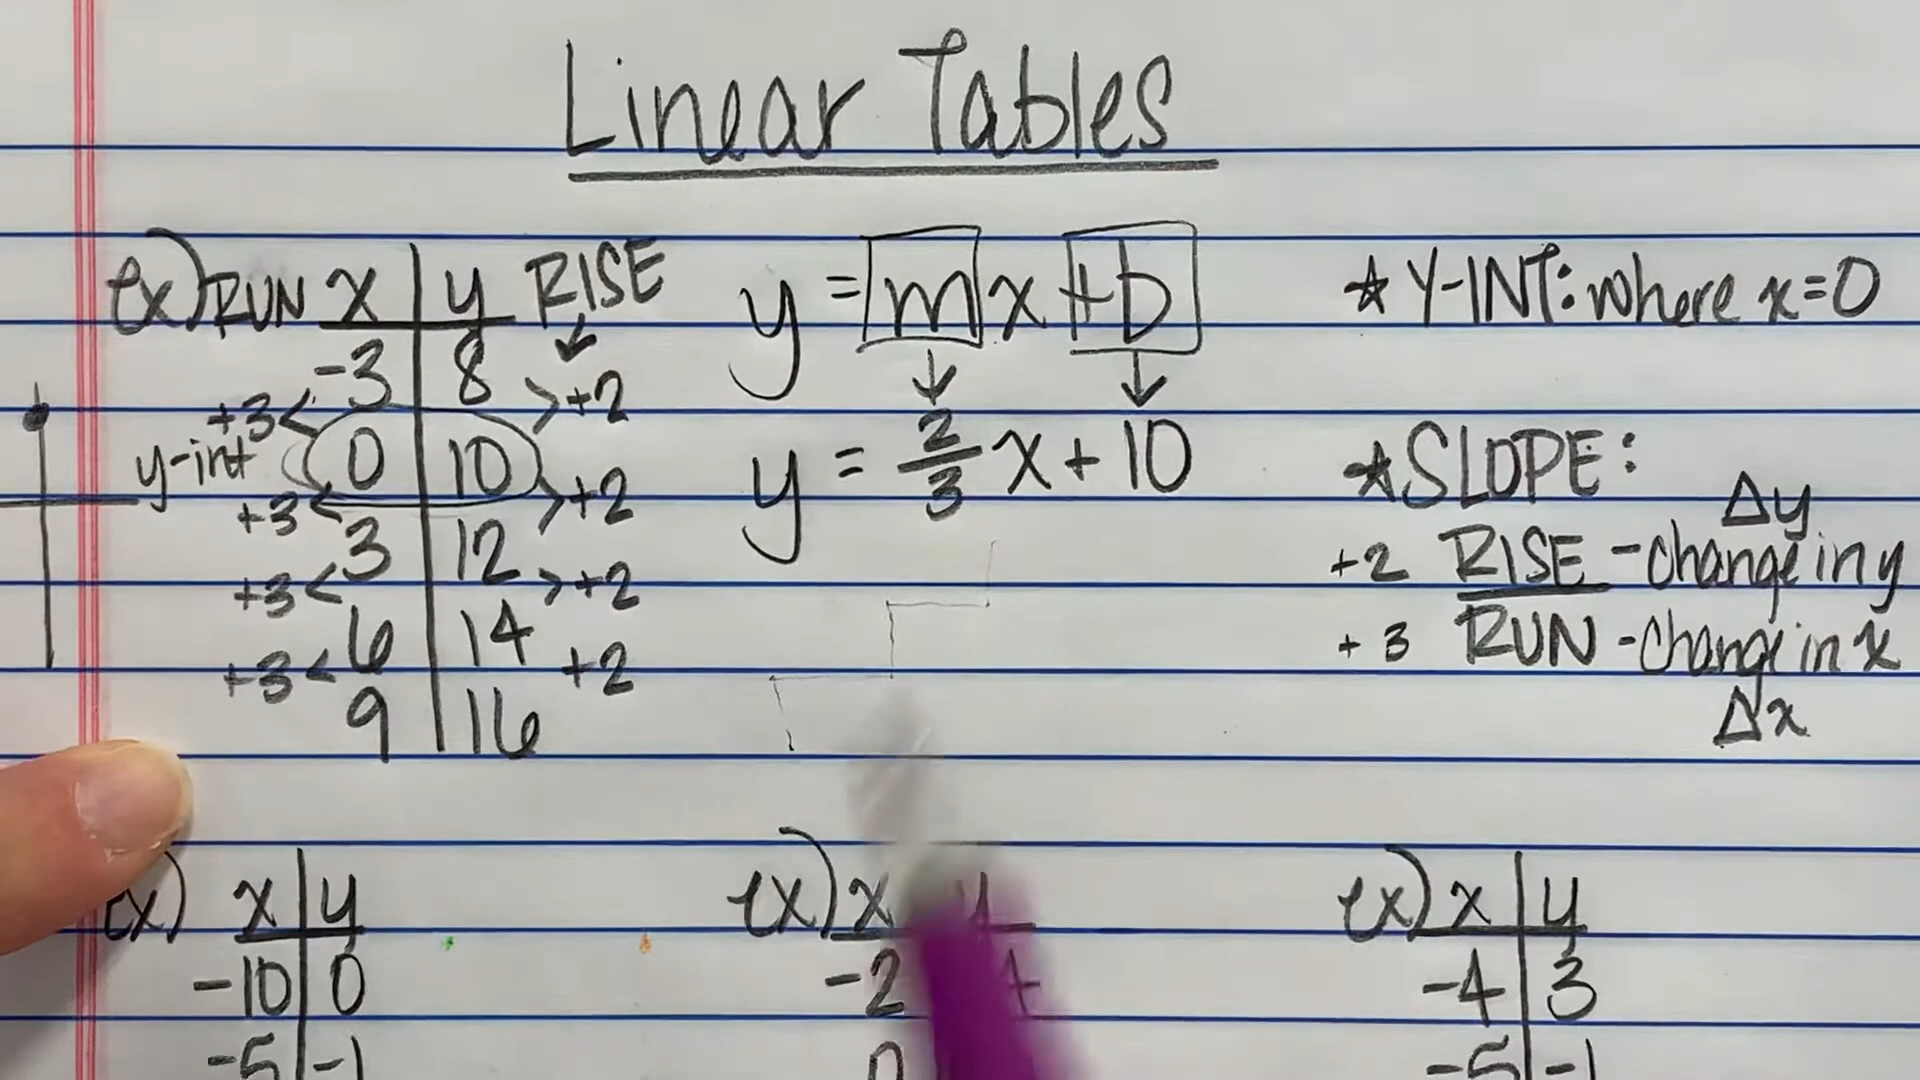 Linear Tables
ex) RUN x | y RISE
-3 | 8
+3 < > +2
y-int 0 | 10
+3 < > +2
3 | 12
+3 < > +2
6 | 14
+3 < +2
9 | 16
y = mx + b
↓ ↓
y = 2/3 x + 10
★ Y-INT: where x=0
★ SLOPE:
Δy
+2 RISE - change in y
+3 RUN - change in x
Δx
ex) x | y
-10 | 0
-5 | -1
ex) x | y
-2
0
ex) x | y
-4 | 3
-5 | -1